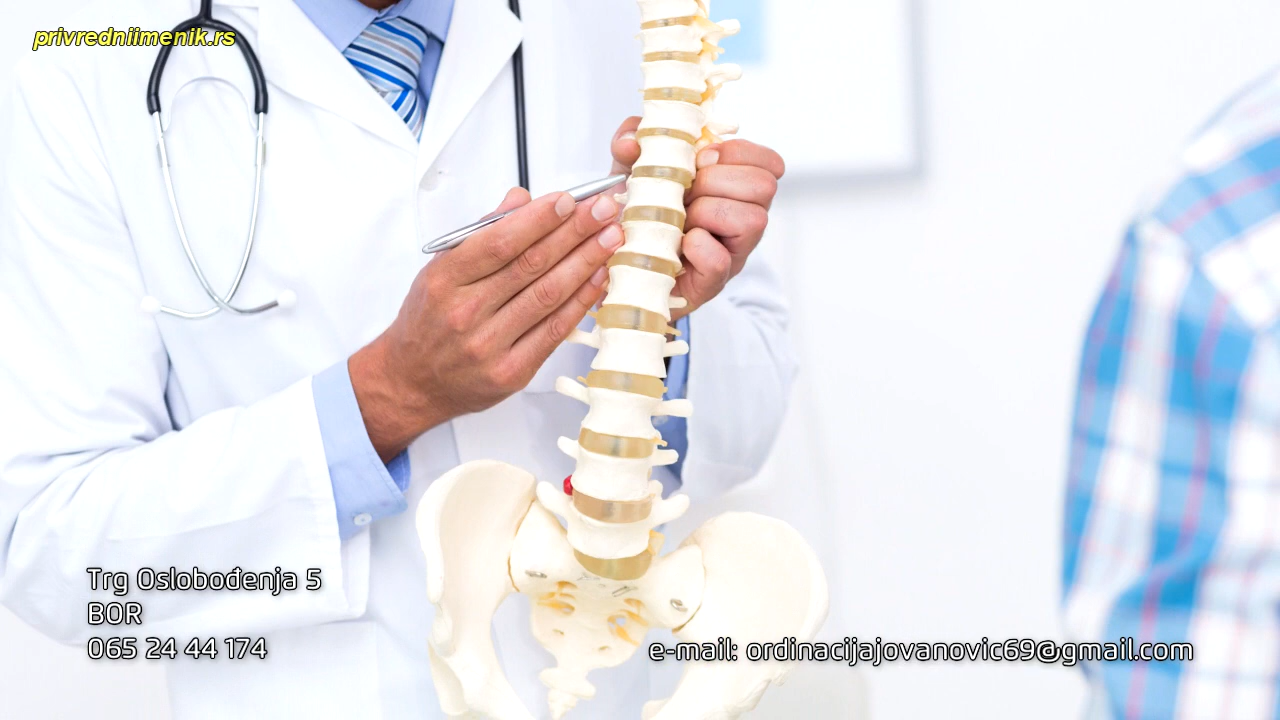 privredniimenik.rs
Trg Oslobođenja 5
BOR
065 24 44 174
e-mail: ordinacijajovanovic69@gmail.com